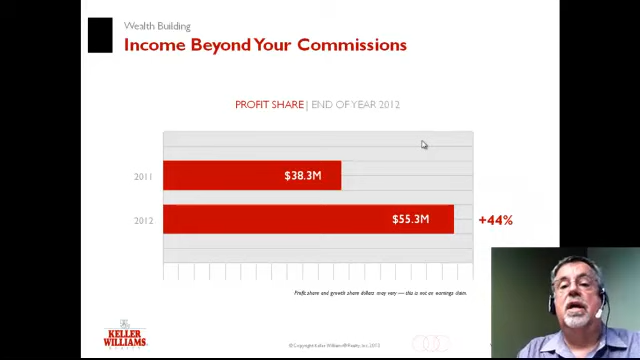 Wealth Building
Income Beyond Your Commissions
PROFIT SHARE | END OF YEAR 2012
2011
$38.3M
2012
$55.3M
+44%
Profit share and growth share dollars may vary — this is not an earnings claim.
KELLER
WILLIAMS
REALTY
© Copyright Keller Williams® Realty, Inc. 2013